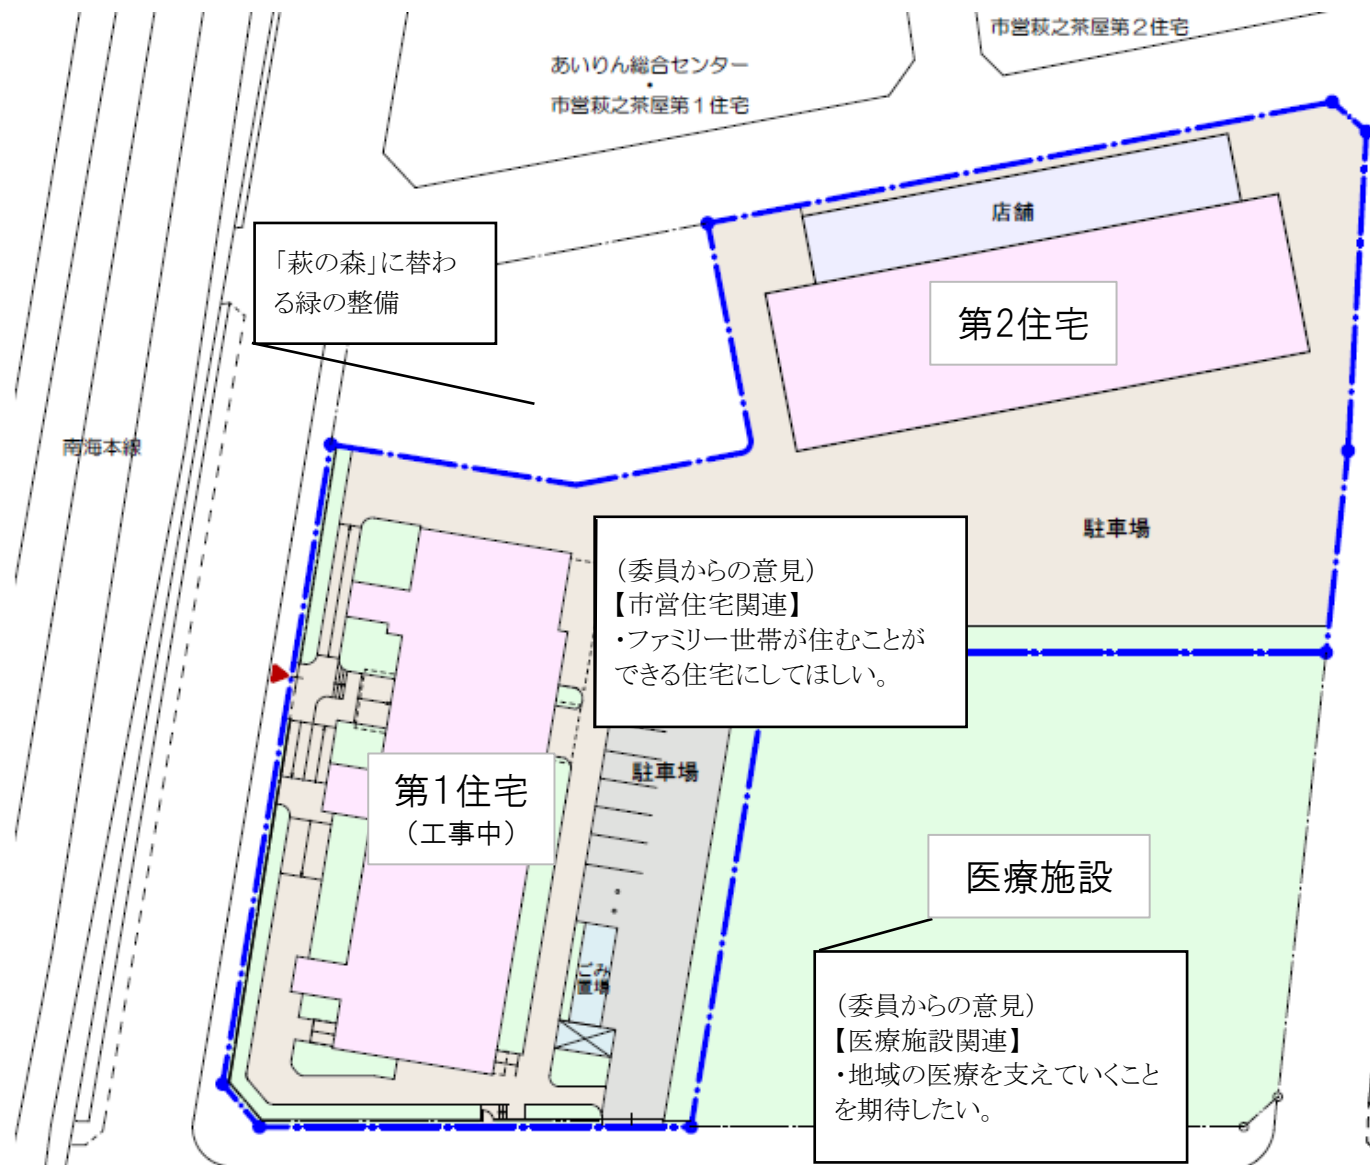 市営萩之茶屋第2住宅
あいりん総合センター
・
市営萩之茶屋第1住宅
店舗
「萩の森」に替わ
る緑の整備
第2住宅
南海本線
駐車場
(委員からの意見)
【市営住宅関連】
・ファミリー世帯が住むことが
できる住宅にしてほしい。
駐車場
第1住宅
(工事中)
医療施設
ごみ
置場
(委員からの意見)
【医療施設関連】
・地域の医療を支えていくこと
を期待したい。